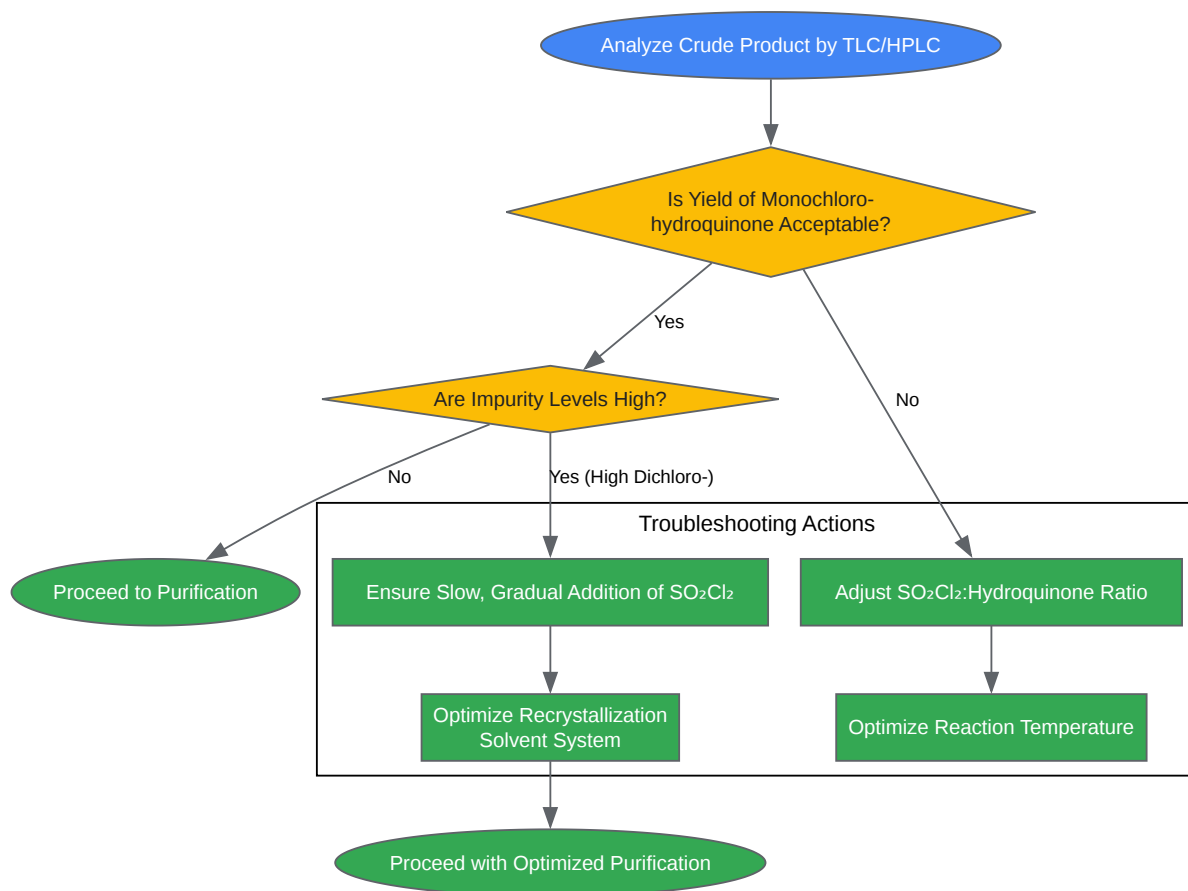 Analyze Crude Product by TLC/HPLC
Is Yield of Monochloro-
hydroquinone Acceptable?
Yes
No
Are Impurity Levels High?
No
Yes (High Dichloro-)
Troubleshooting Actions
Proceed to Purification
Ensure Slow, Gradual Addition of SO₂Cl₂
Adjust SO₂Cl₂:Hydroquinone Ratio
Optimize Recrystallization
Solvent System
Optimize Reaction Temperature
Proceed with Optimized Purification